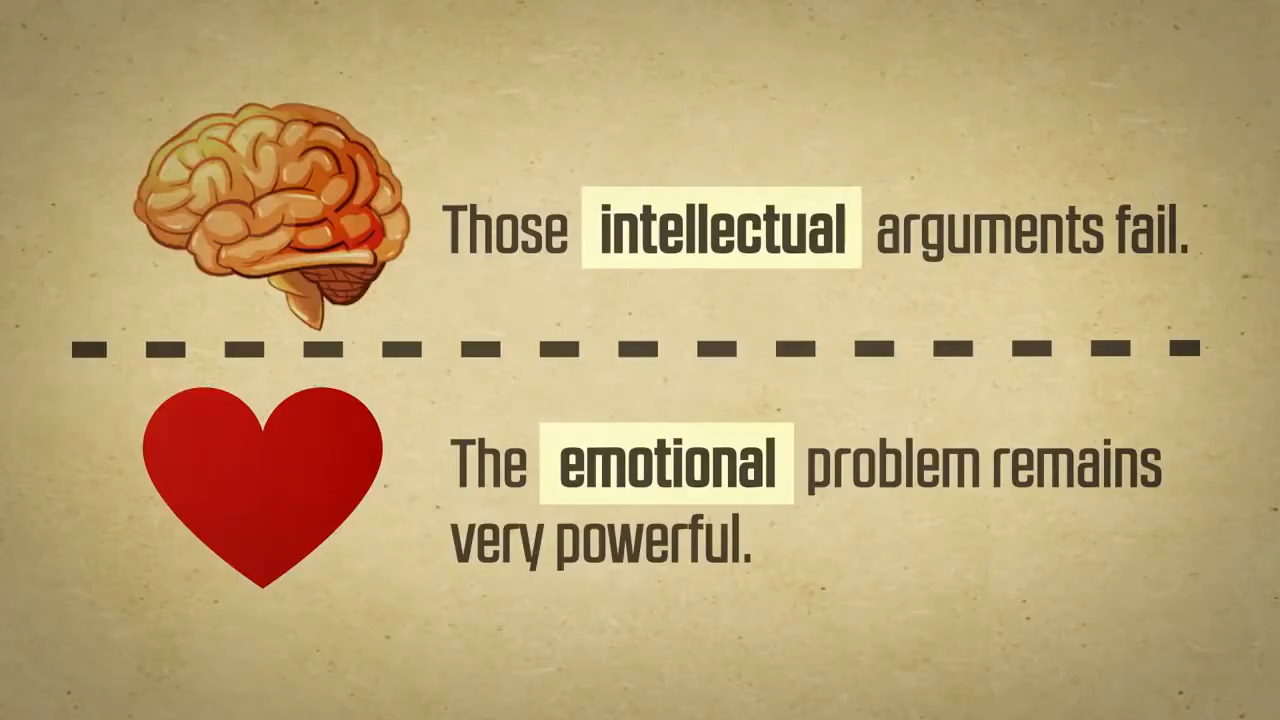 Those intellectual arguments fail.
The emotional problem remains
very powerful.